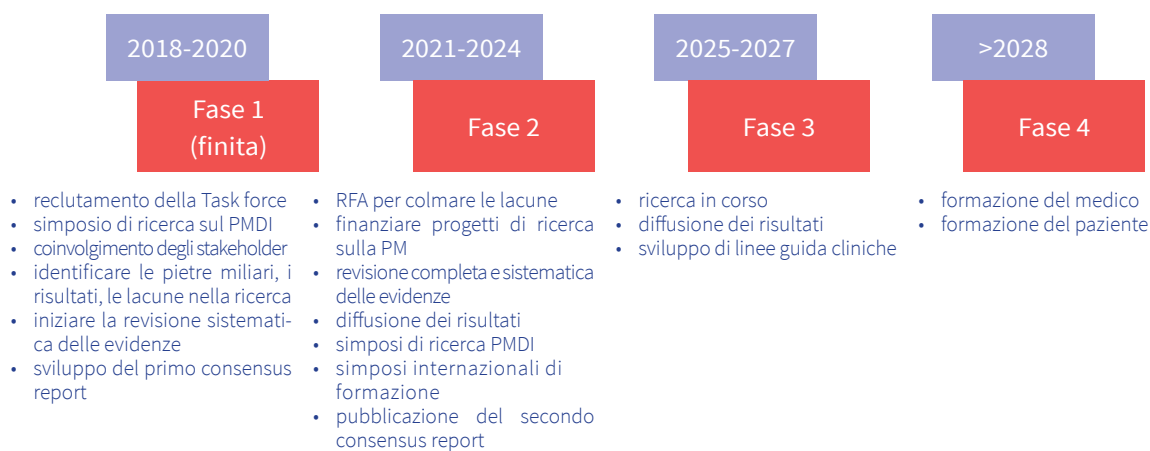 2018-2020
Fase 1
(finita)
• reclutamento della Task force
• simposio di ricerca sul PMDI
• coinvolgimento degli stakeholder
• identificare le pietre miliari, i
risultati, le lacune nella ricerca
• iniziare la revisione sistemati-
ca delle evidenze
• sviluppo del primo consensus
report
2021-2024
Fase 2
• RFA per colmare le lacune
• finanziare progetti di ricerca
sulla PM
• revisione completa e sistematica
delle evidenze
• diffusione dei risultati
• simposi di ricerca PMDI
• simposi internazionali di
formazione
• pubblicazione del secondo
consensus report
2025-2027
Fase 3
• ricerca in corso
• diffusione dei risultati
• sviluppo di linee guida cliniche
>2028
Fase 4
• formazione del medico
• formazione del paziente